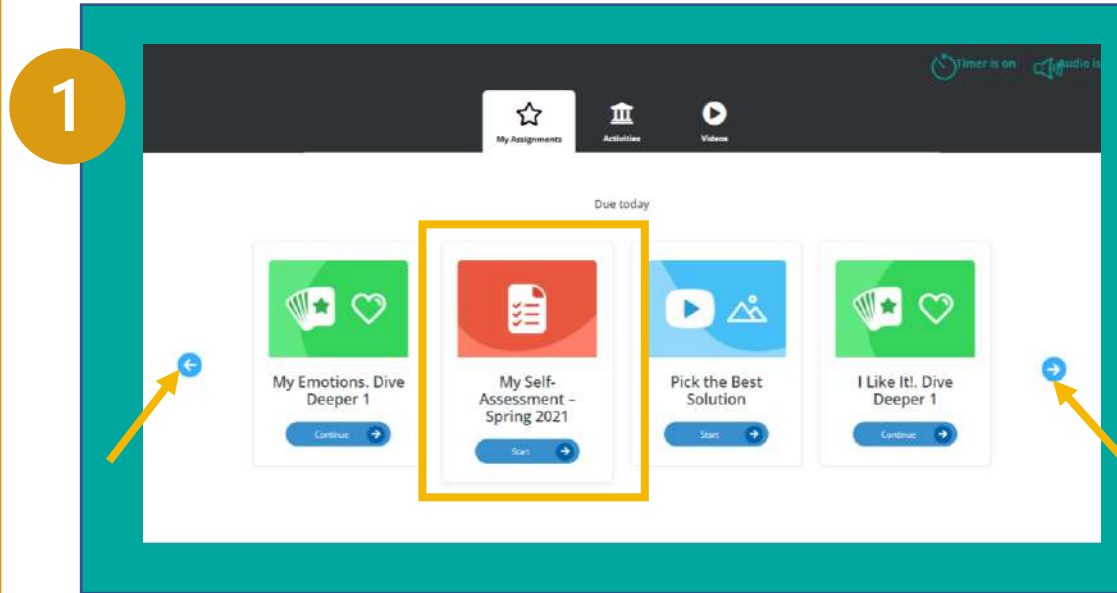 1
Timer is on
My Assignments
Activities
Videos
Due today
My Emotions. Dive
Deeper 1
Continue
My Self-
Assessment –
Spring 2021
Start
Pick the Best
Solution
Start
I Like It!. Dive
Deeper 1
Continue